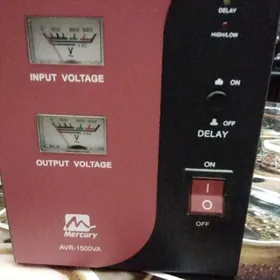 DELAY
HIGH/LOW
V
INPUT VOLTAGE
ON
OFF
DELAY
V
OUTPUT VOLTAGE
ON
I
O
OFF
Mercury
AVR-1500VA